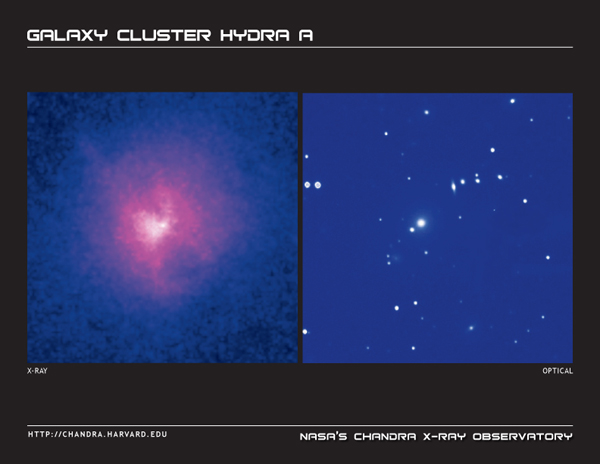 GALAXY CLUSTER HYDRA A
X-RAY
OPTICAL
HTTP://CHANDRA.HARVARD.EDU
NASA'S CHANDRA X-RAY OBSERVATORY